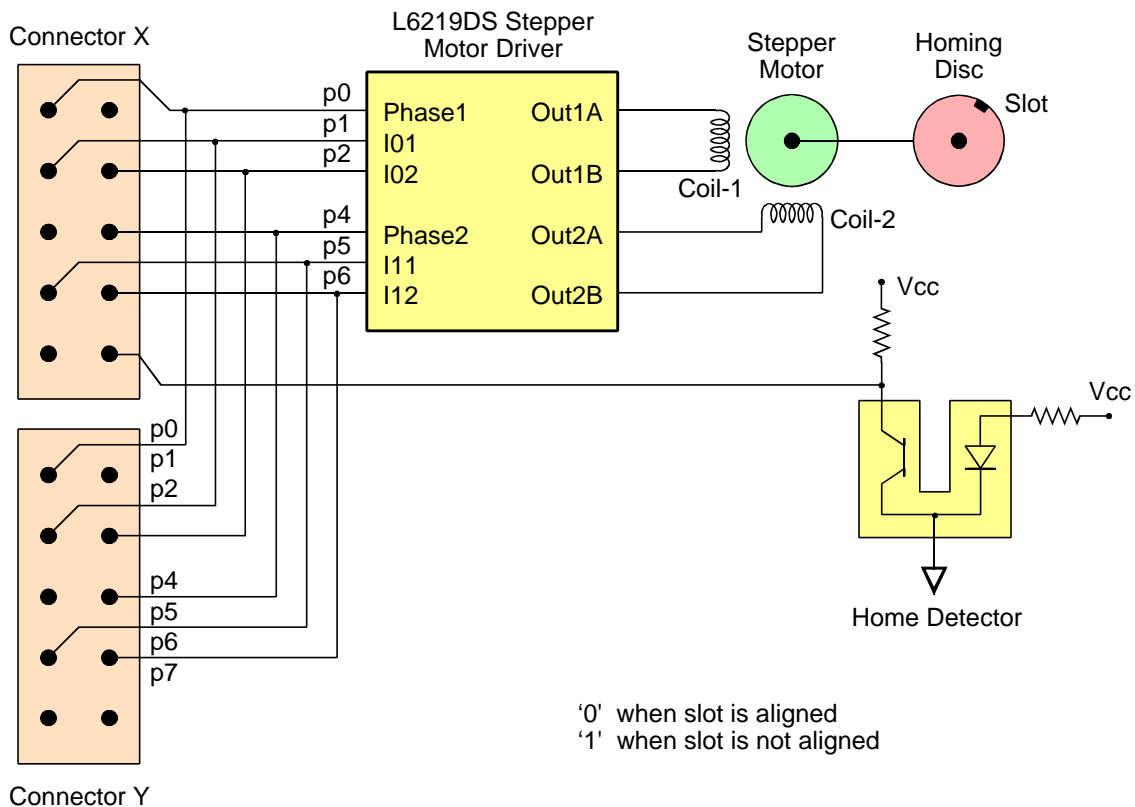 L6219DS Stepper
Motor Driver
Connector X
Stepper
Motor
Homing
Disc
Slot
p0
p1
p2
p4
p5
p6
Phase1
I01
I02
Phase2
I11
I12
Out1A
Out1B
Out2A
Out2B
Coil-1
Coil-2
Vcc
Vcc
Home Detector
p0
p1
p2
p4
p5
p6
p7
‘0’ when slot is aligned
‘1’ when slot is not aligned
Connector Y